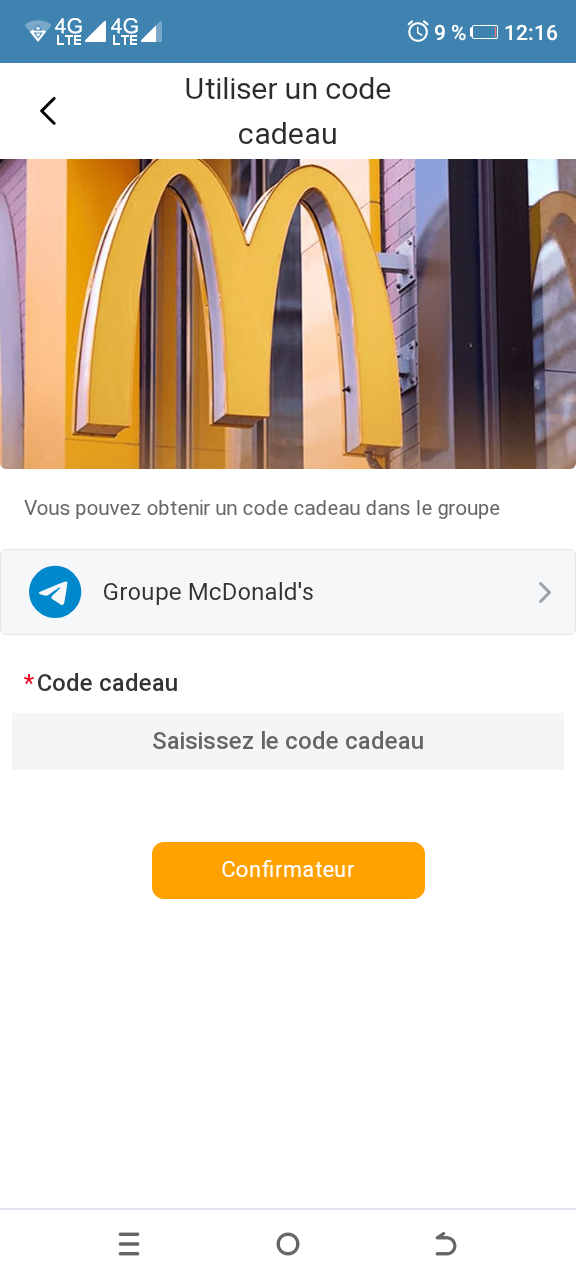 4G LTE 4G LTE 9 % 12:16
Utiliser un code
cadeau
Vous pouvez obtenir un code cadeau dans le groupe
Groupe McDonald's
*Code cadeau
Saisissez le code cadeau
Confirmateur